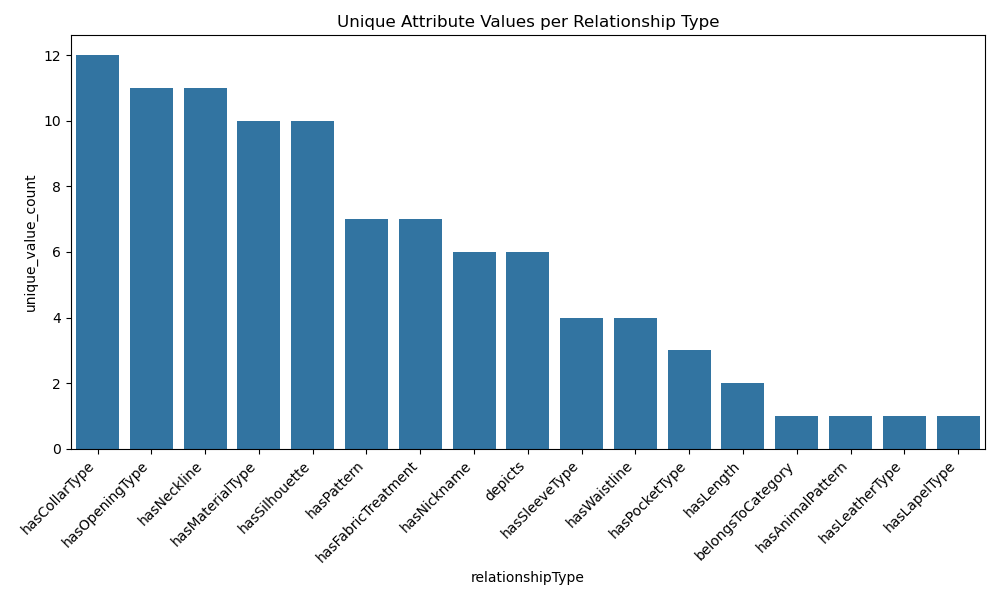 Unique Attribute Values per Relationship Type
unique_value_count
12
10
8
6
4
2
0
hasCollarType
hasOpeningType
hasNeckline
hasMaterialType
hasSilhouette
hasPattern
hasFabricTreatment
hasNickname
depicts
hasSleeveType
hasWaistline
hasPocketType
hasLength
belongsToCategory
hasAnimalPattern
hasLeatherType
hasLapelType
relationshipType